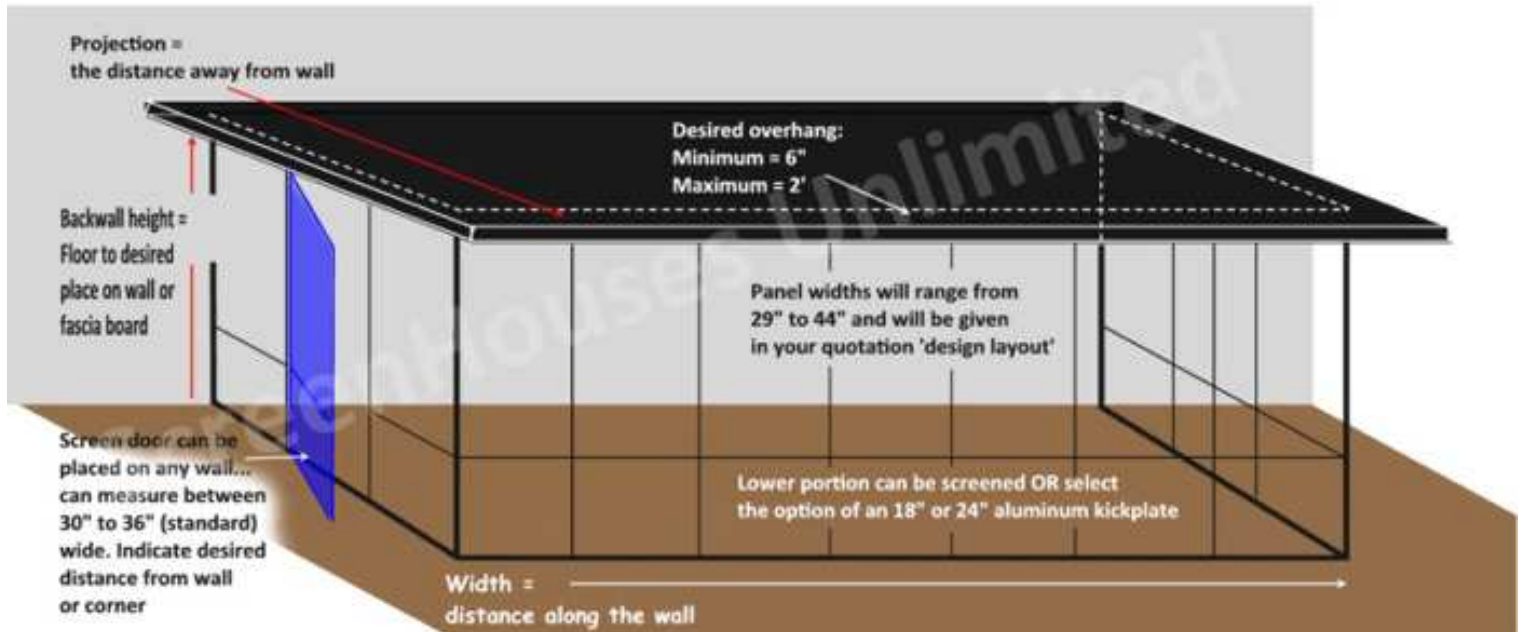 Projection =
the distance away from wall
Desired overhang:
Minimum = 6"
Maximum = 2'
Backwall height =
Floor to desired
place on wall or
fascia board
Panel widths will range from
29" to 44" and will be given
in your quotation 'design layout'
Screen door can be
placed on any wall...
can measure between
30" to 36" (standard)
wide. Indicate desired
distance from wall
or corner
Lower portion can be screened OR select
the option of an 18" or 24" aluminum kickplate
Width =
distance along the wall
ScreenHouses Unlimited